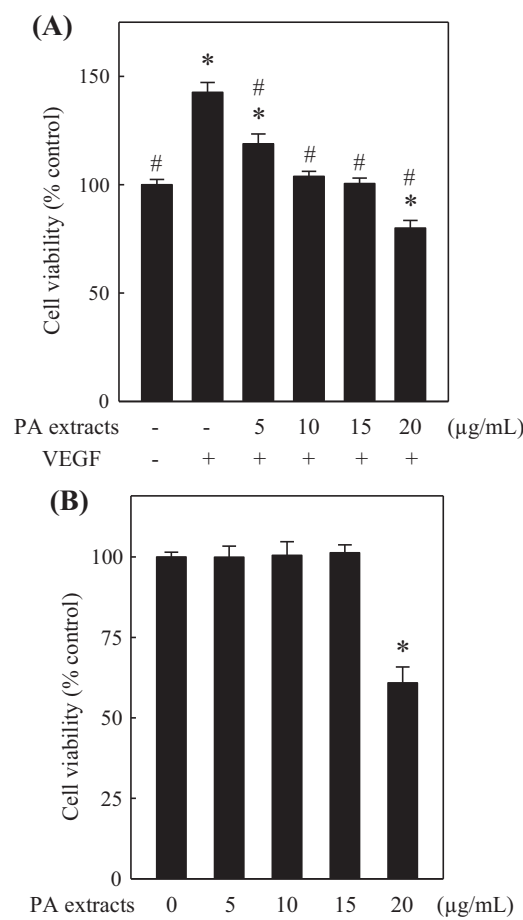 (A)
150
100
50
0
Cell viability (% control)
# * # * # # # *
PA extracts - - 5 10 15 20 (µg/mL)
VEGF - + + + + +
(B)
100
75
50
25
0
Cell viability (% control)
*
PA extracts 0 5 10 15 20 (µg/mL)